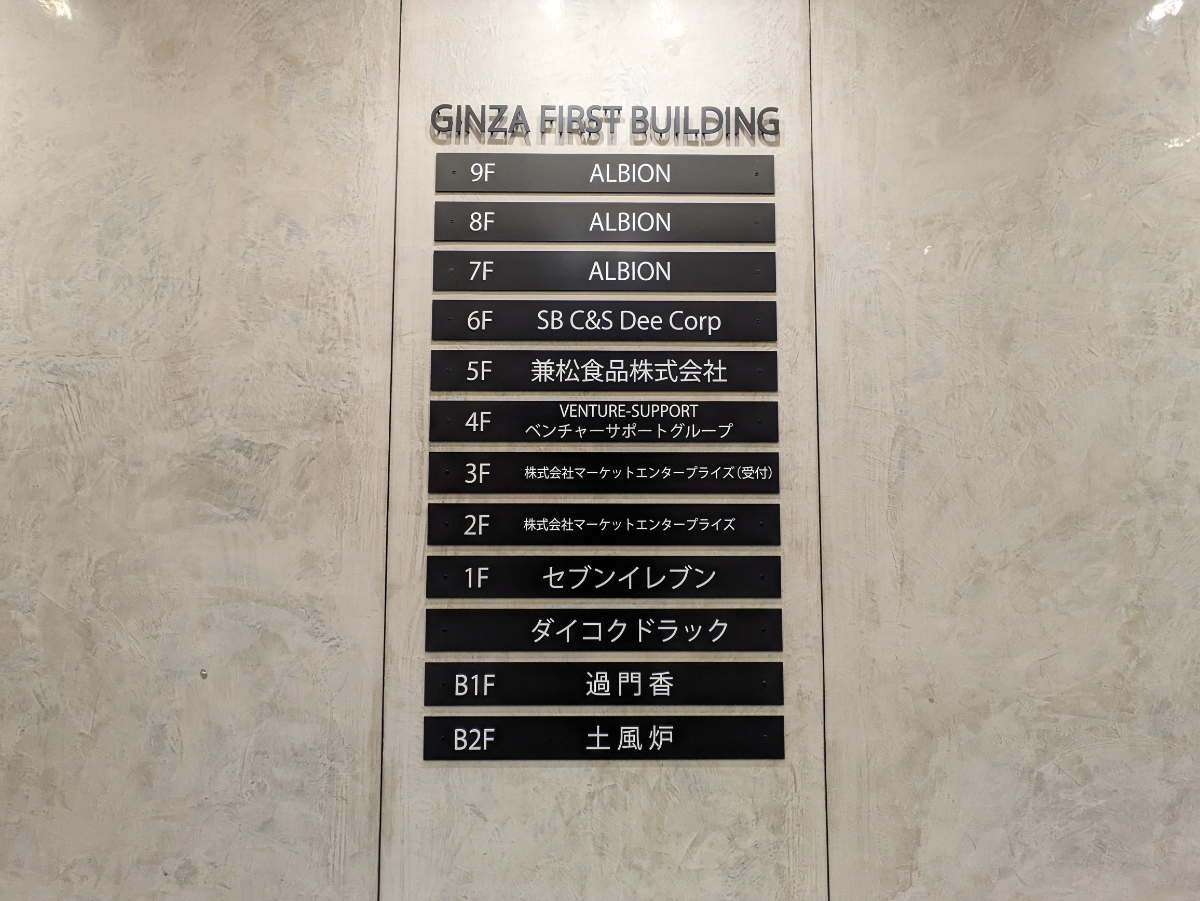 GINZA FIRST BUILDING
9F ALBION
8F ALBION
7F ALBION
6F SB C&S Dee Corp
5F 兼松食品株式会社
4F VENTURE-SUPPORT
ベンチャーサポートグループ
3F 株式会社マーケットエンタープライズ(受付)
2F 株式会社マーケットエンタープライズ
1F セブンイレブン
ダイコクドラック
B1F 過門香
B2F 土風炉